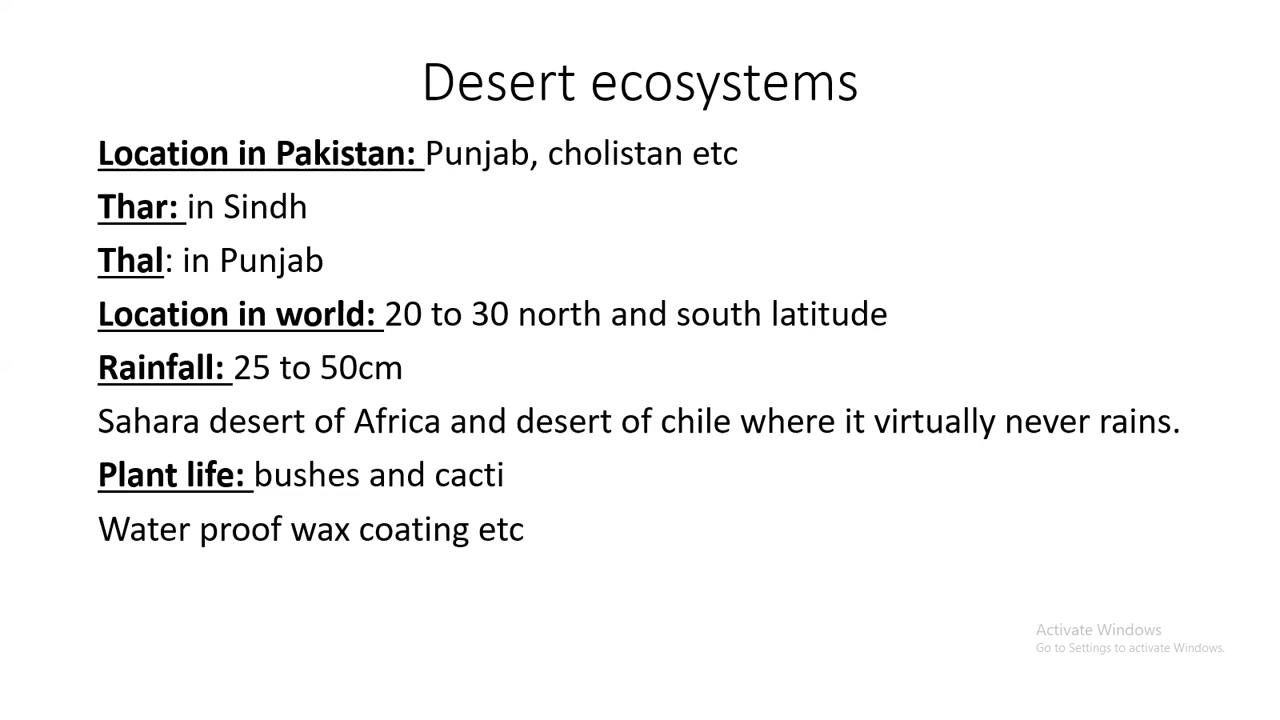 Desert ecosystems
Location in Pakistan: Punjab, cholistan etc
Thar: in Sindh
Thal: in Punjab
Location in world: 20 to 30 north and south latitude
Rainfall: 25 to 50cm
Sahara desert of Africa and desert of chile where it virtually never rains.
Plant life: bushes and cacti
Water proof wax coating etc
Activate Windows
Go to Settings to activate Windows.